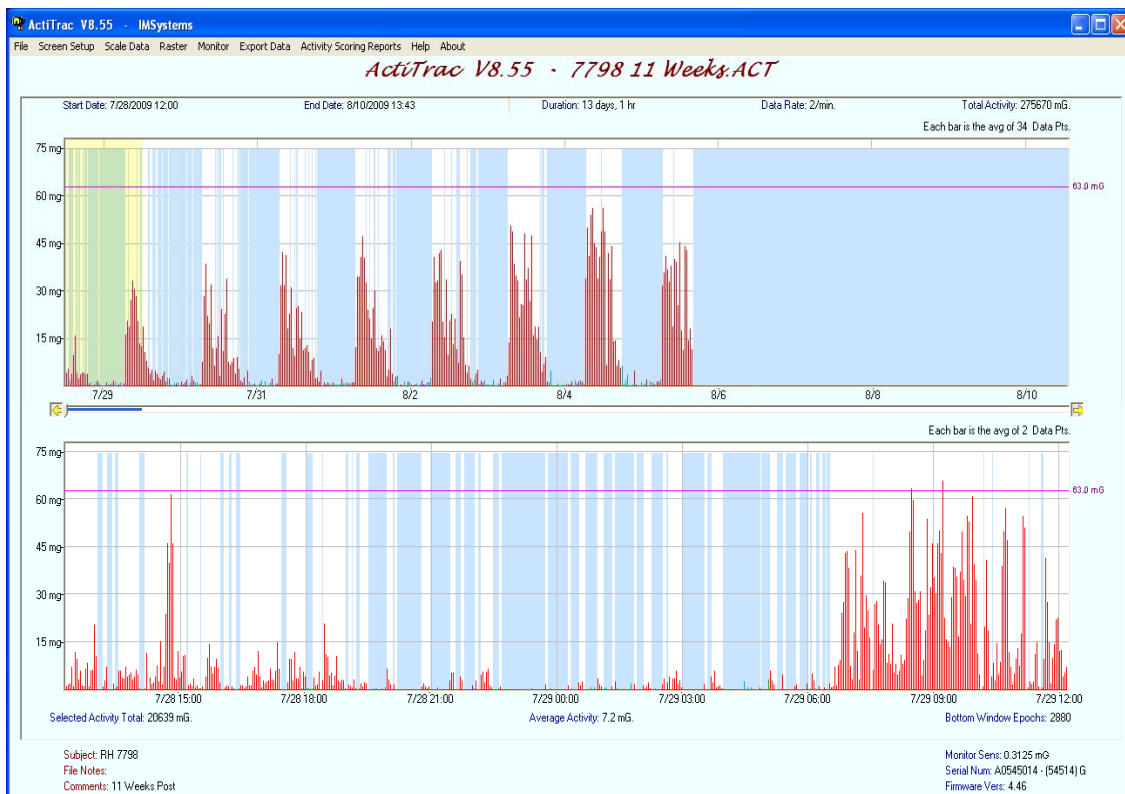 ActiTrac V8.55 - IMSystems
File Screen Setup Scale Data Raster Monitor Export Data Activity Scoring Reports Help About
ActiTrac V8.55 - 7798 11 Weeks.ACT
Start Date: 7/28/2009 12:00 End Date: 8/10/2009 13:43 Duration: 13 days, 1 hr Data Rate: 2/min. Total Activity: 275670 mG.
Each bar is the avg of 34 Data Pts.
75 mg
63.0 mG
60 mg
45 mg
30 mg
15 mg
7/29 7/31 8/2 8/4 8/6 8/8 8/10
Each bar is the avg of 2 Data Pts.
75 mg
63.0 mG
60 mg
45 mg
30 mg
15 mg
7/28 15:00 7/28 18:00 7/28 21:00 7/29 00:00 7/29 03:00 7/29 06:00 7/29 09:00 7/29 12:00
Selected Activity Total: 20639 mG. Average Activity: 7.2 mG. Bottom Window Epochs: 2880
Subject: RH 7798 Monitor Sens: 0.3125 mG
File Notes: Serial Num: A0545014 - (54514) G
Comments: 11 Weeks Post Firmware Vers: 4.46